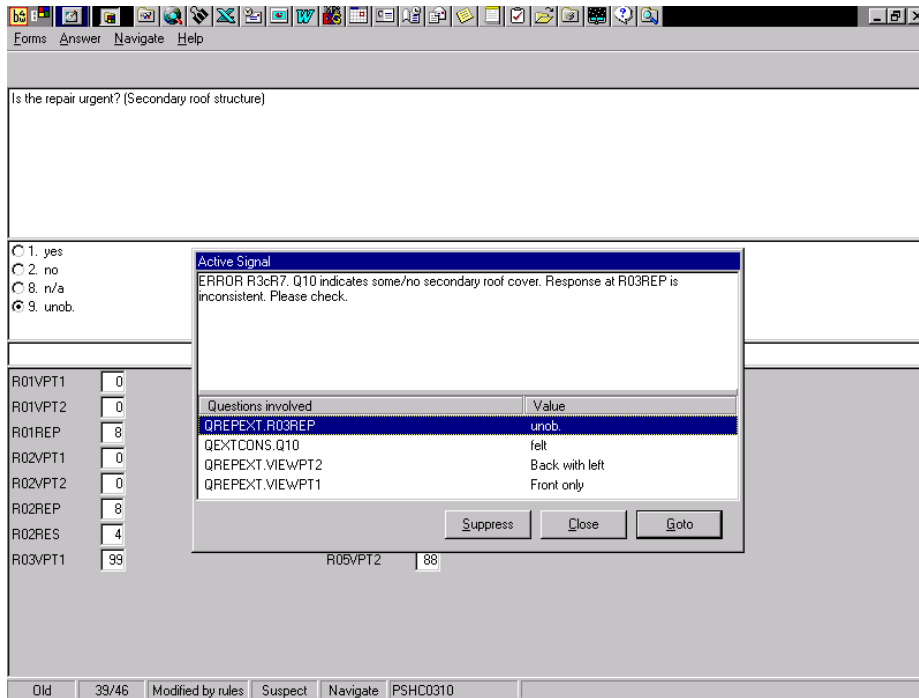 Forms Answer Navigate Help
Is the repair urgent? (Secondary roof structure)
1. yes
2. no
8. n/a
9. unob.
Active Signal
ERROR R3cR7. Q10 indicates some/no secondary roof cover. Response at R03REP is
inconsistent. Please check.
Questions involved Value
QREPEXT.R03REP unob.
QEXTCONS.Q10 felt
QREPEXT.VIEWPT2 Back with left
QREPEXT.VIEWPT1 Front only
Suppress Close Goto
R01VPT1 0
R01VPT2 0
R01REP 8
R02VPT1 0
R02VPT2 0
R02REP 8
R02RES 4
R03VPT1 99 R05VPT2 88
Old 39/46 Modified by rules Suspect Navigate PSHC0310